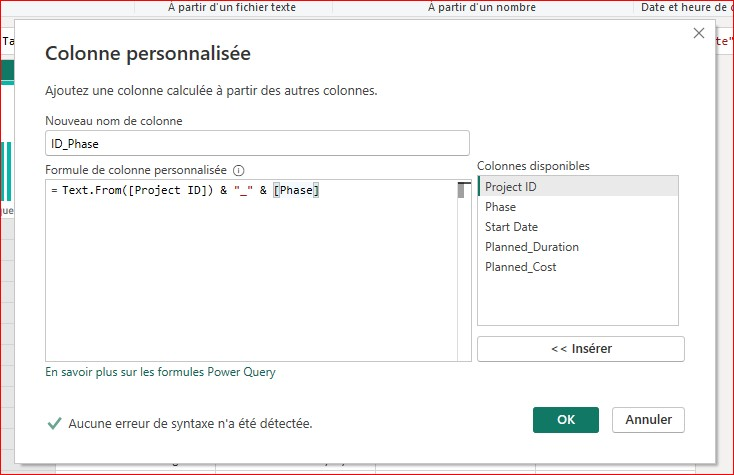 À partir d'un fichier texte À partir d'un nombre Date et heure de
Ta
te"
Colonne personnalisée
Ajoutez une colonne calculée à partir des autres colonnes.
Nouveau nom de colonne
ID_Phase
Formule de colonne personnalisée
Colonnes disponibles
= Text.From([Project ID]) & "_" & [Phase]
Project ID
Phase
Start Date
Planned_Duration
Planned_Cost
que
<< Insérer
En savoir plus sur les formules Power Query
Aucune erreur de syntaxe n'a été détectée.
OK
Annuler